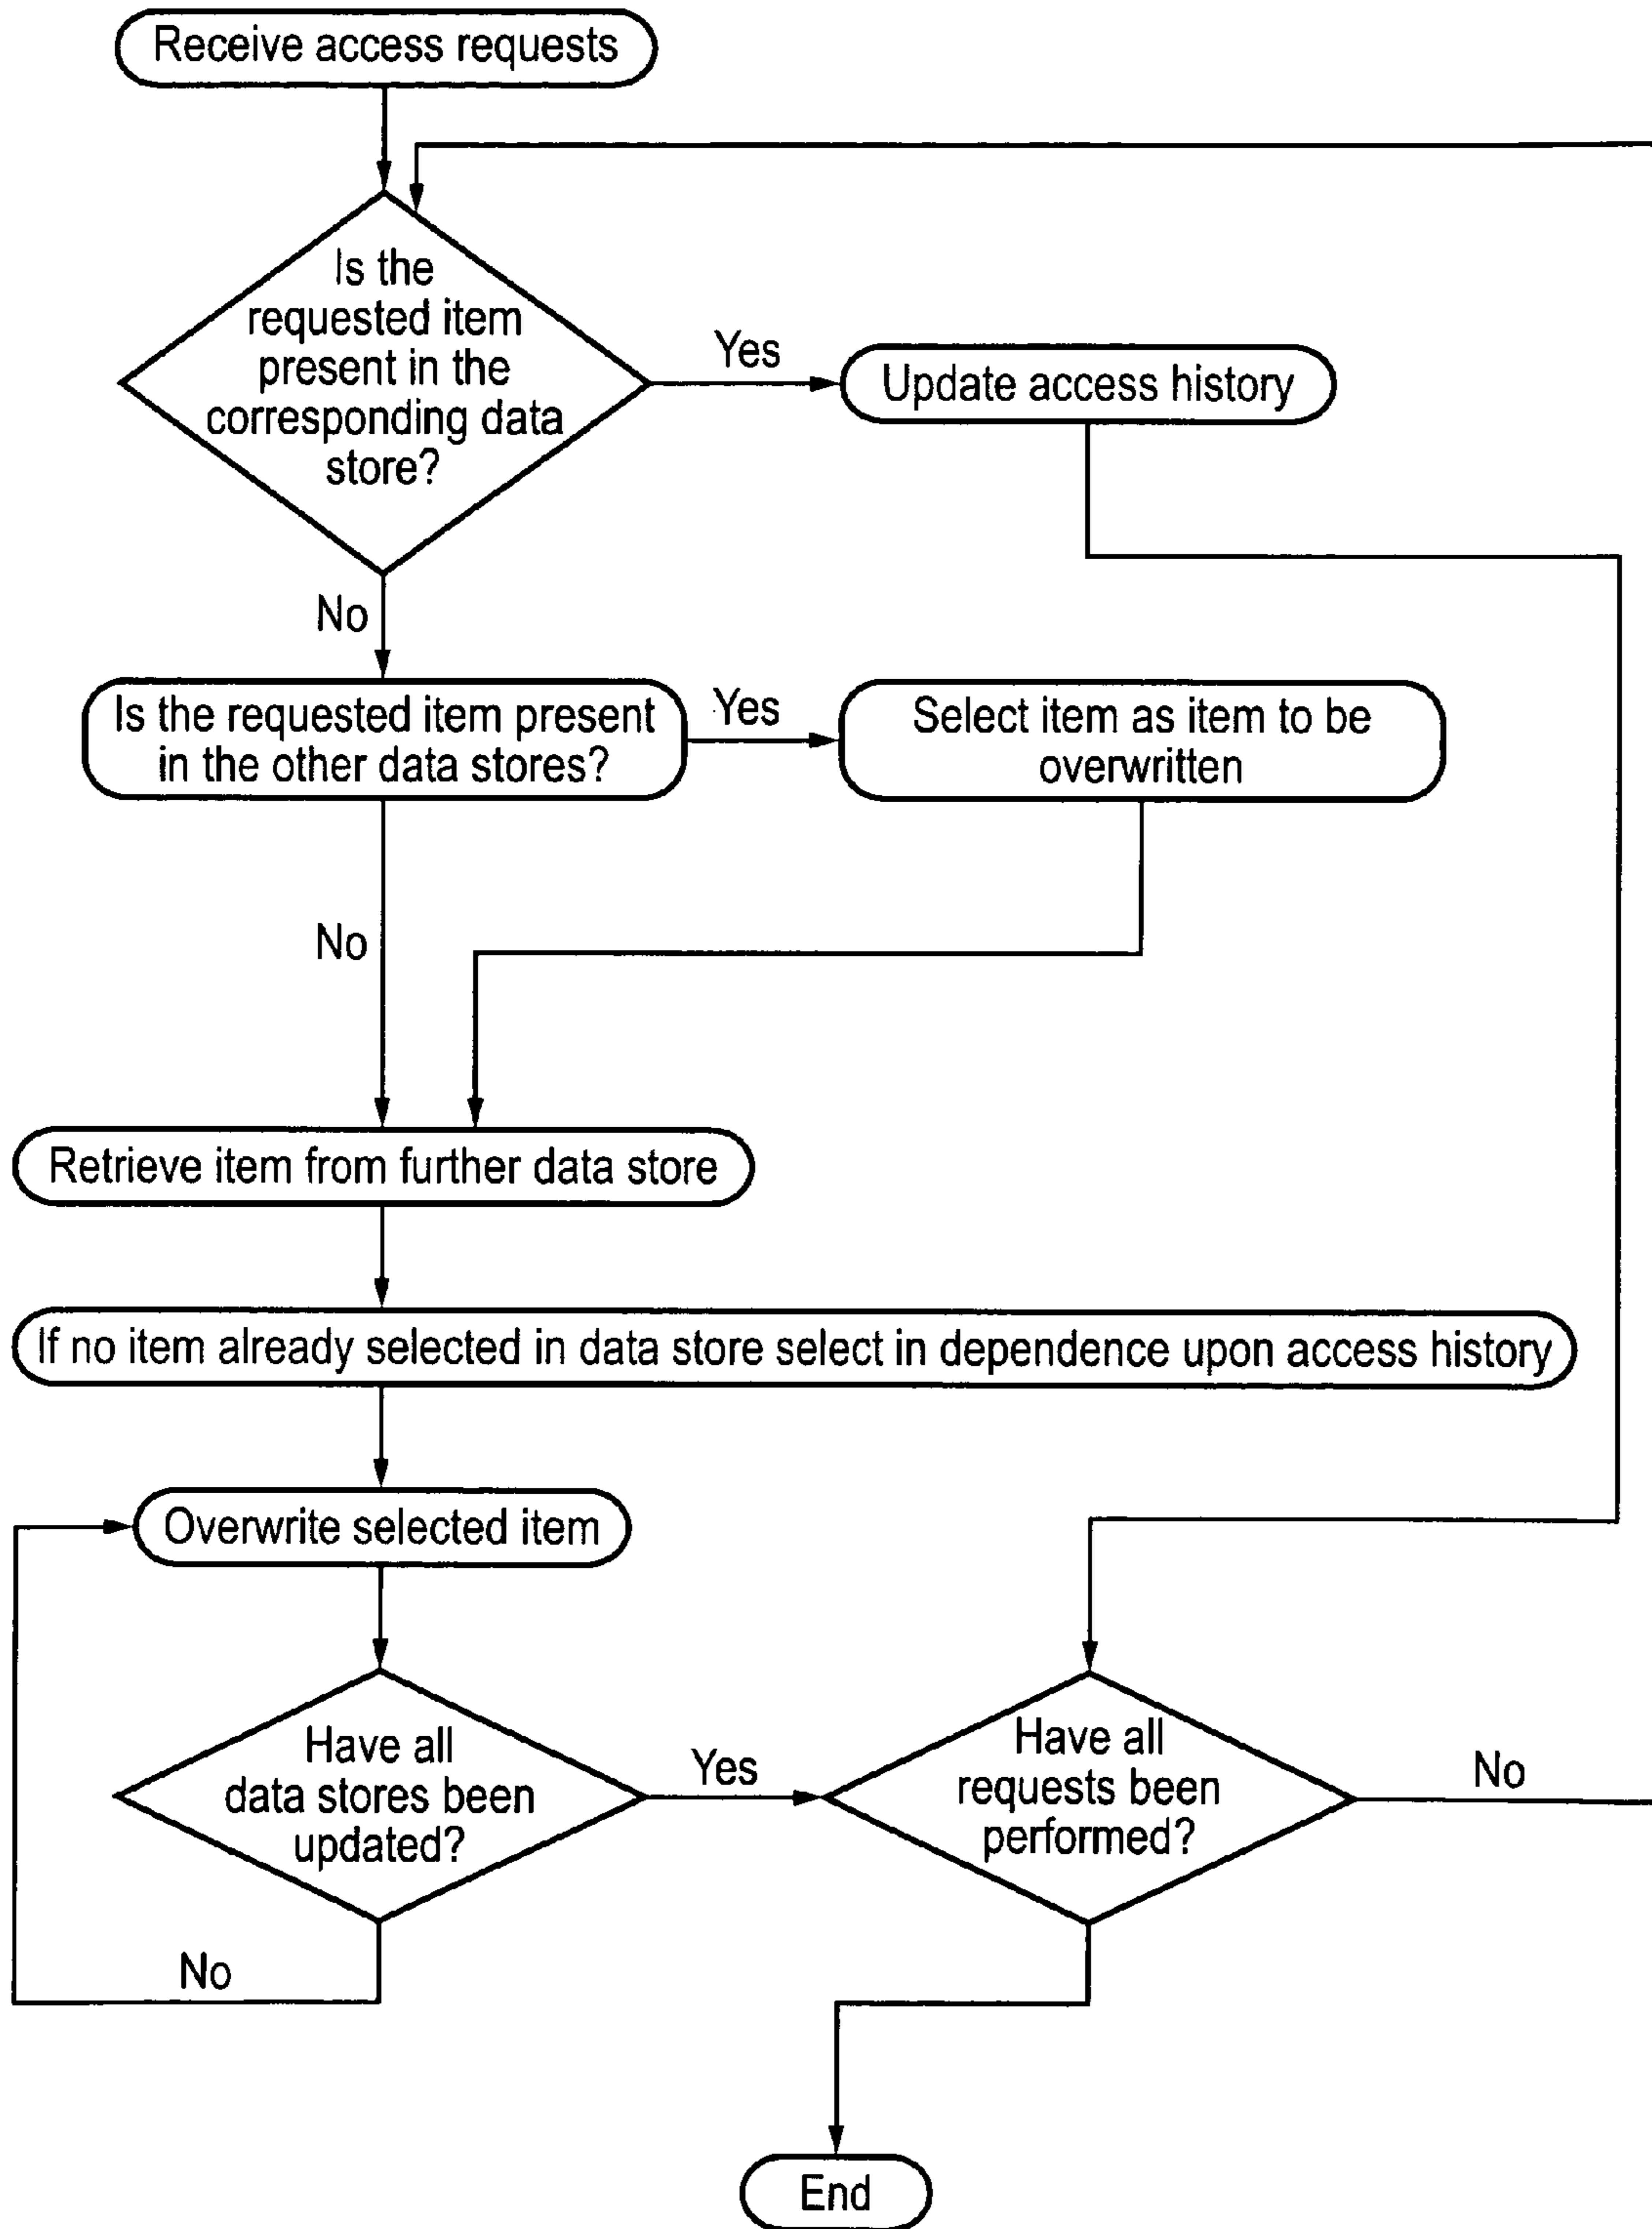 Receive access requests
Is the
requested item
present in the
corresponding data
store?
Yes
Update access history
No
Is the requested item present
in the other data stores?
Yes
Select item as item to be
overwritten
No
Retrieve item from further data store
If no item already selected in data store select in dependence upon access history
Overwrite selected item
Have all
data stores been
updated?
Yes
Have all
requests been
performed?
No
No
End